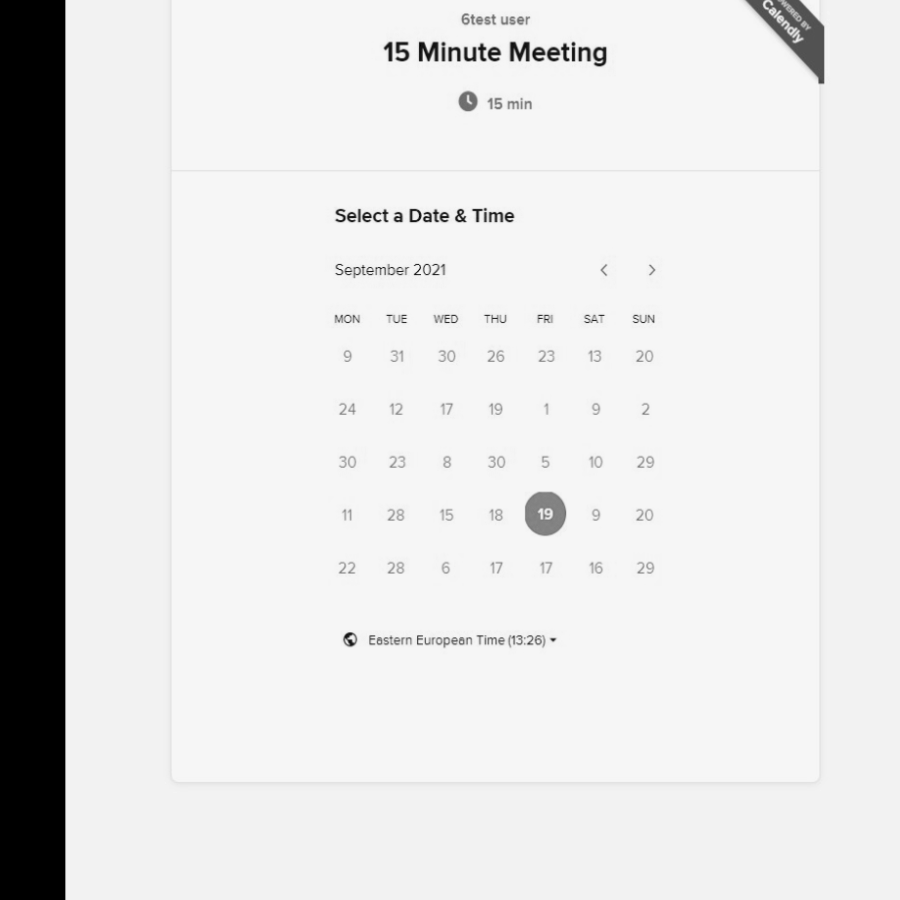 6test user
POWERED BY
Calendly
15 Minute Meeting
15 min
Select a Date & Time
September 2021
MON TUE WED THU FRI SAT SUN
9 31 30 26 23 13 20
24 12 17 19 1 9 2
30 23 8 30 5 10 29
11 28 15 18 19 9 20
22 28 6 17 17 16 29
Eastern European Time (13:26)